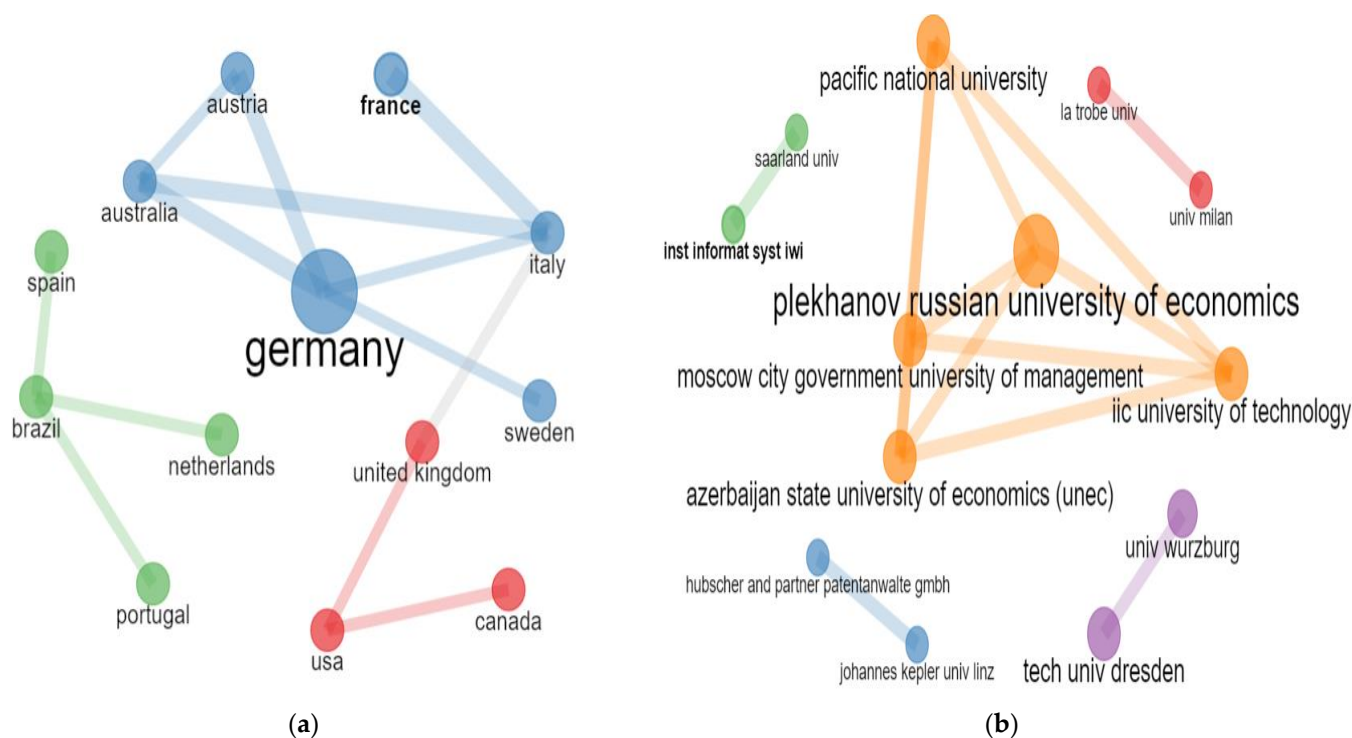 austria
france
australia
italy
spain
germany
sweden
brazil
netherlands
united kingdom
portugal
usa
canada
(a)
pacific national university
la trobe univ
saarland univ
univ milan
inst informat syst iwi
plekhanov russian university of economics
moscow city government university of management
iic university of technology
azerbaijan state university of economics (unec)
univ wurzburg
hubscher and partner patentanwalte gmbh
johannes kepler univ linz
tech univ dresden
(b)